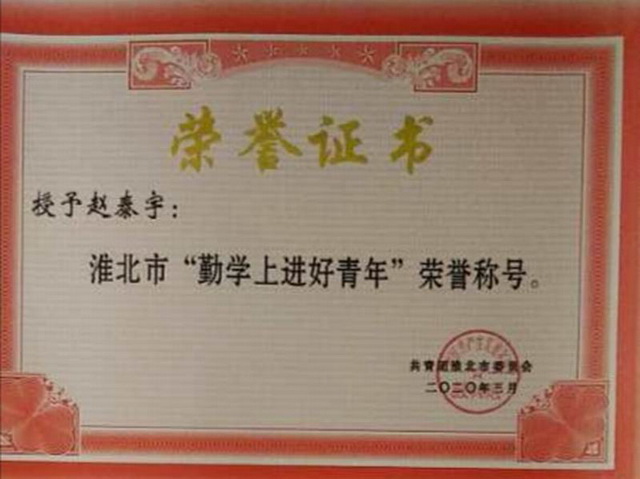 荣誉证书
授予赵秦宇：
淮北市“勤学上进好青年”荣誉称号。
共青团淮北市委员会
二〇二〇年三月